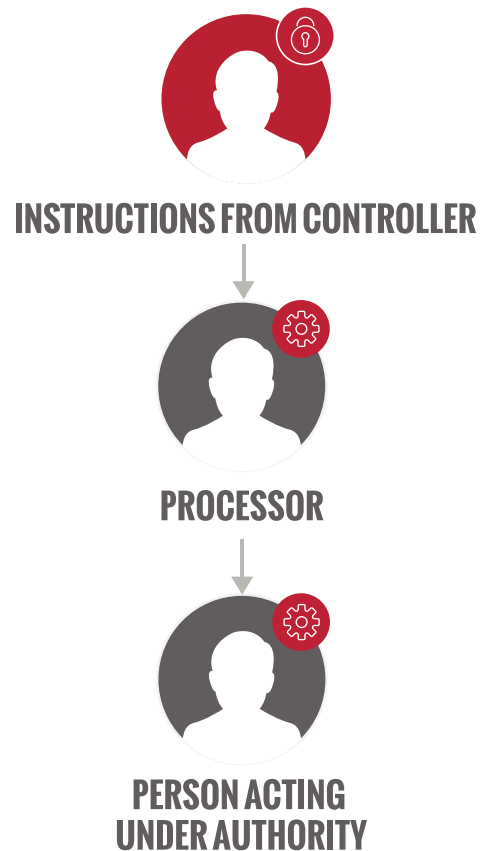 INSTRUCTIONS FROM CONTROLLER
PROCESSOR
PERSON ACTING
UNDER AUTHORITY